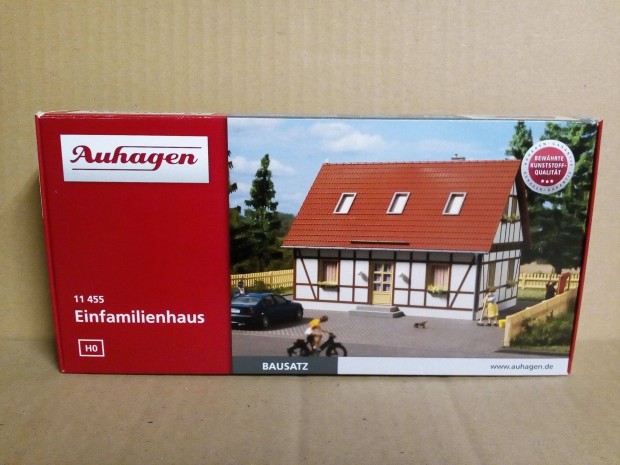 Auhagen
11 455
Einfamilienhaus
H0
BAUSATZ
BEWÄHRTE
KUNSTSTOFF-
QUALITÄT
www.auhagen.de